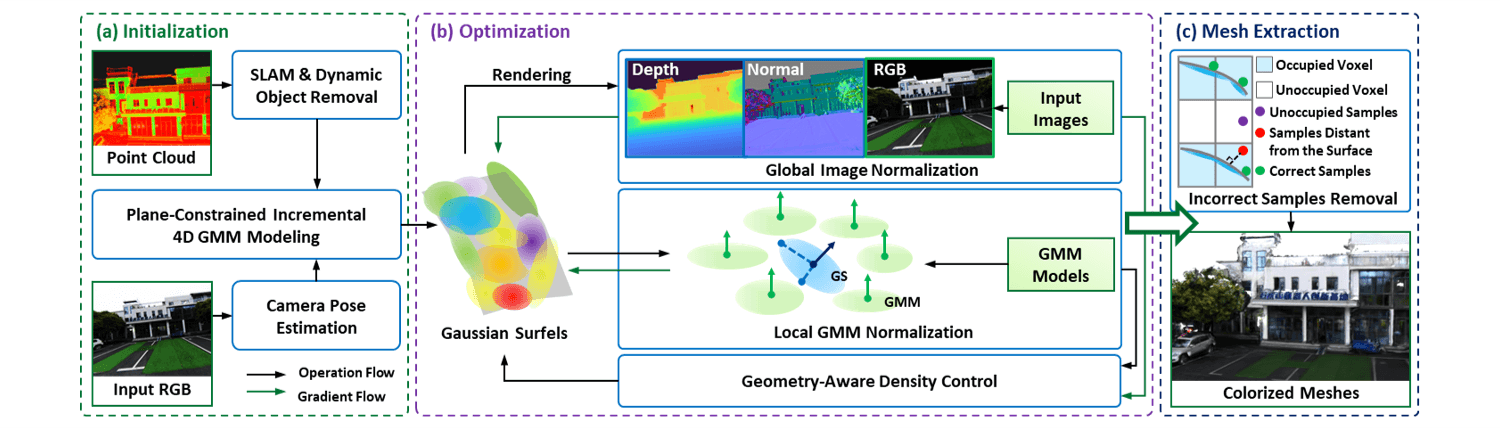 (a) Initialization
Point Cloud
SLAM & Dynamic
Object Removal
Plane-Constrained Incremental
4D GMM Modeling
Input RGB
Camera Pose
Estimation
Operation Flow
Gradient Flow
(b) Optimization
Rendering
Gaussian Surfels
Depth
Normal
RGB
Input
Images
Global Image Normalization
GS
GMM
GMM
Models
Local GMM Normalization
Geometry-Aware Density Control
(c) Mesh Extraction
Occupied Voxel
Unoccupied Voxel
Unoccupied Samples
Samples Distant
from the Surface
Correct Samples
Incorrect Samples Removal
Colorized Meshes